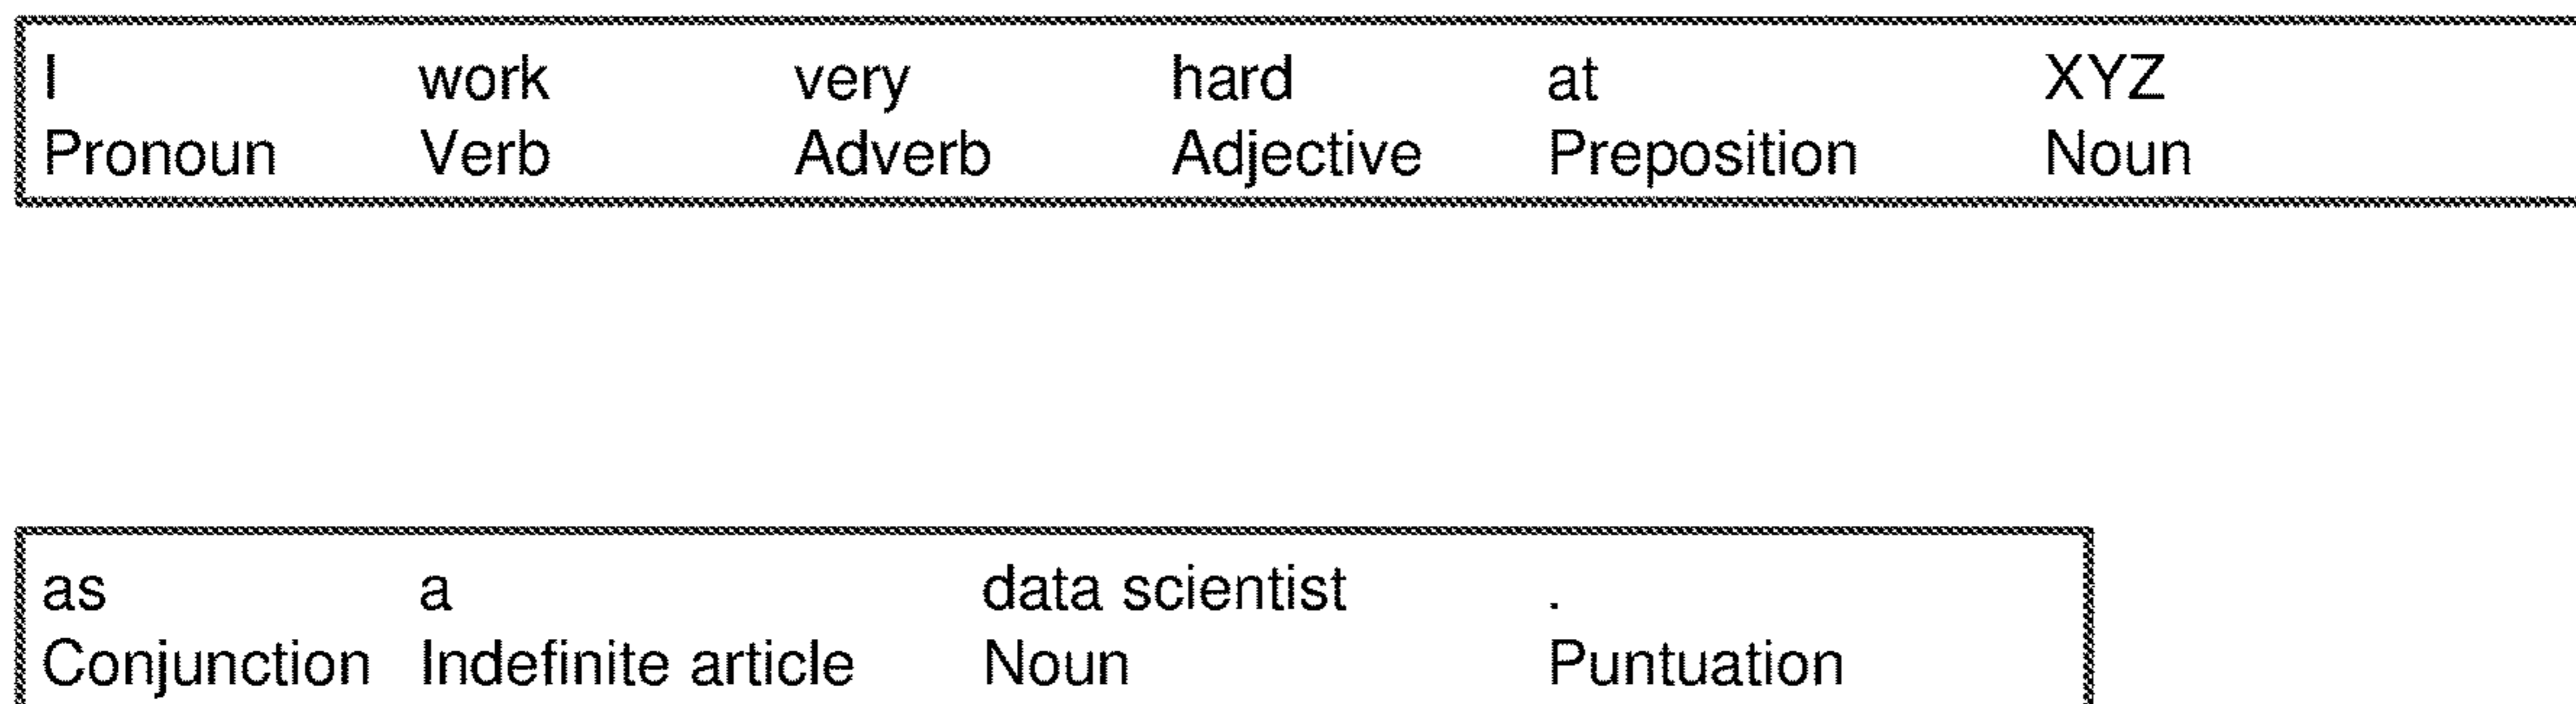 I work very hard at XYZ
Pronoun Verb Adverb Adjective Preposition Noun
as a data scientist .
Conjunction Indefinite article Noun Puntuation